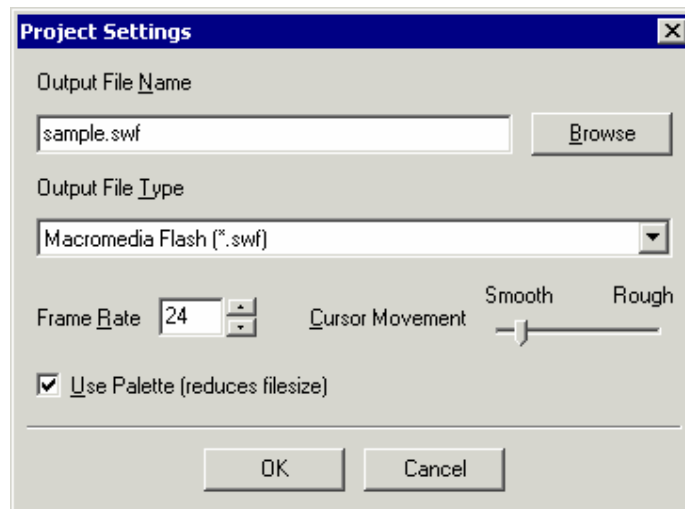 Project Settings
Output File Name
sample.swf
Browse
Output File Type
Macromedia Flash (*.swf)
Smooth Rough
Frame Rate 24 Cursor Movement
Use Palette (reduces filesize)
OK Cancel